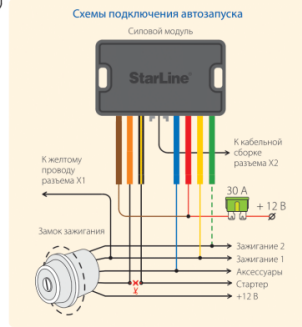 Схемы подключения автозапуска
Силовой модуль
StarLine
К кабельной
сборке
разъема X2
К желтому
проводу
разъема X1
30 А
+ 12 В
Замок зажигания
Зажигание 2
Зажигание 1
Аксессуары
Стартер
+12 В